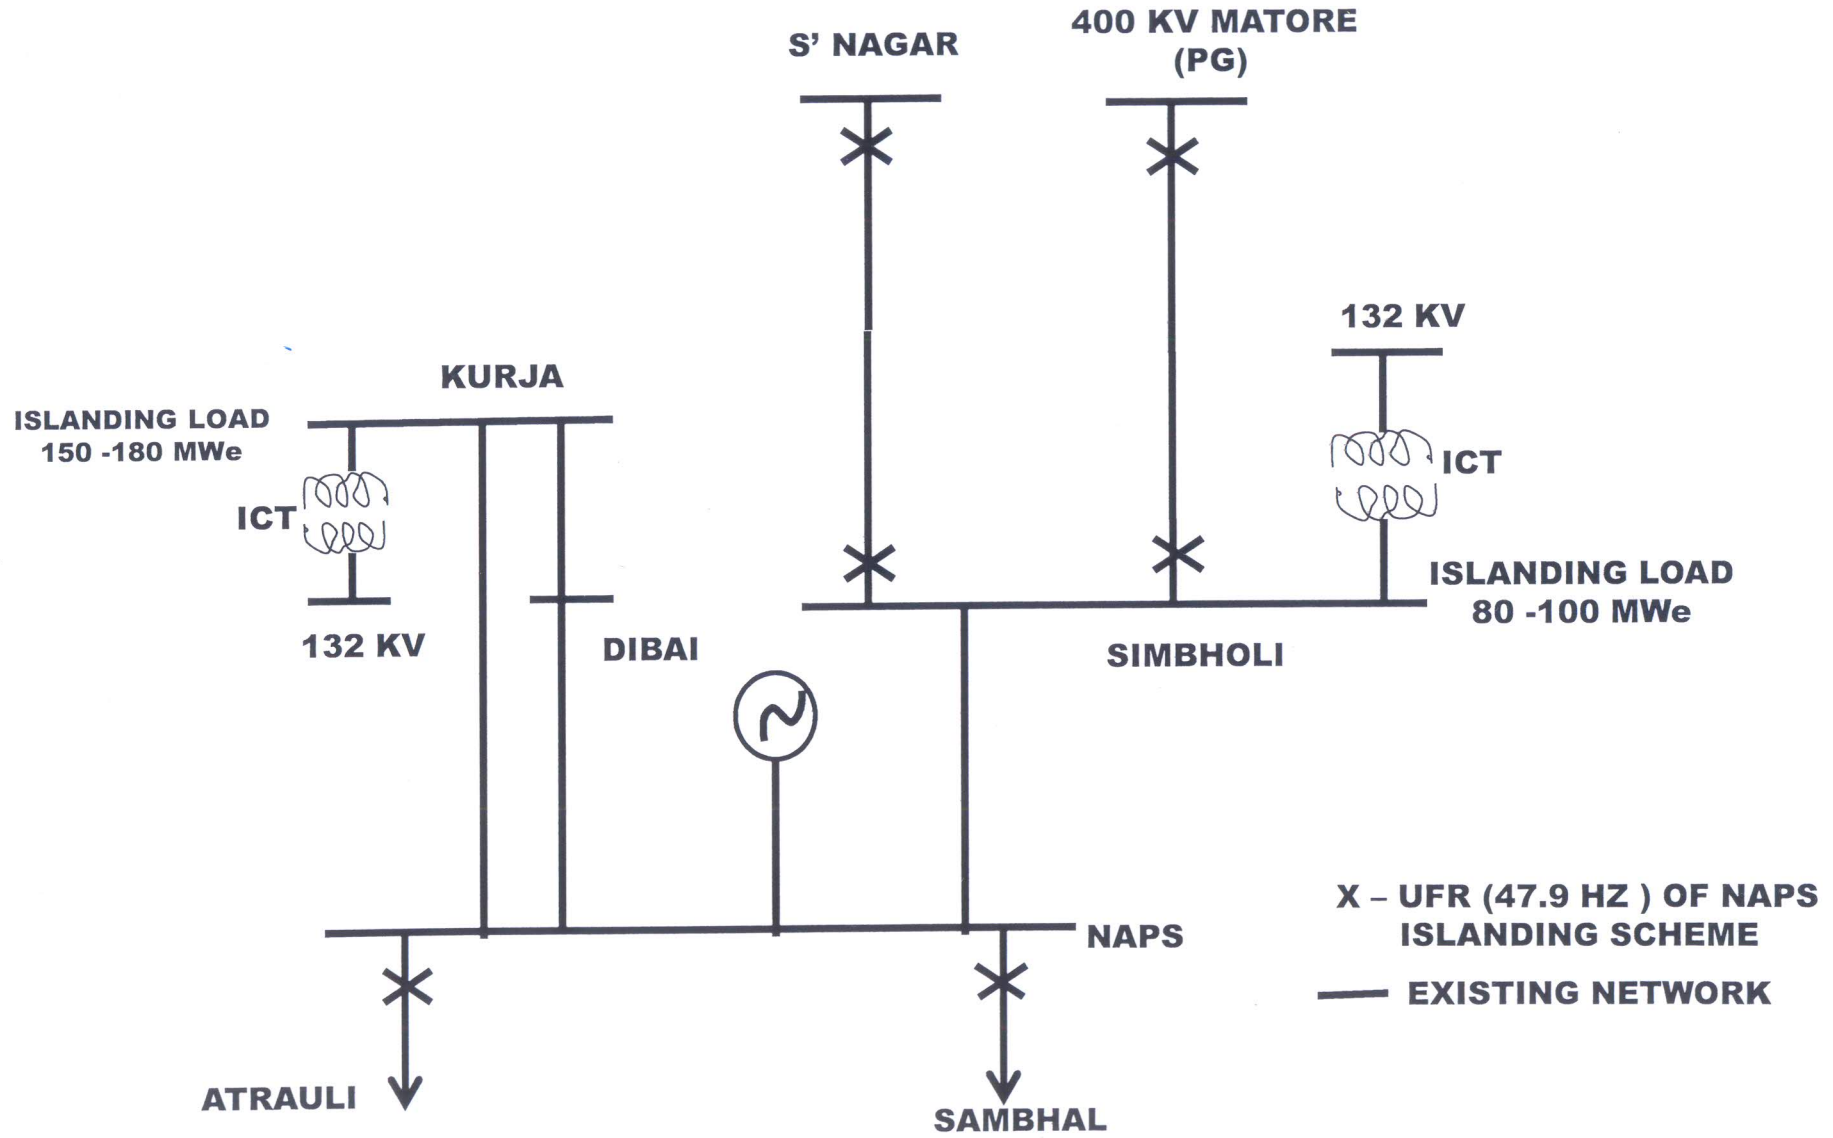 S’ NAGAR
400 KV MATORE
(PG)
132 KV
KURJA
ISLANDING LOAD
150 -180 MWe
ICT
ICT
132 KV
DIBAI
ISLANDING LOAD
80 -100 MWe
SIMBHOLI
X – UFR (47.9 HZ ) OF NAPS
ISLANDING SCHEME
NAPS
EXISTING NETWORK
ATRAULI
SAMBHAL